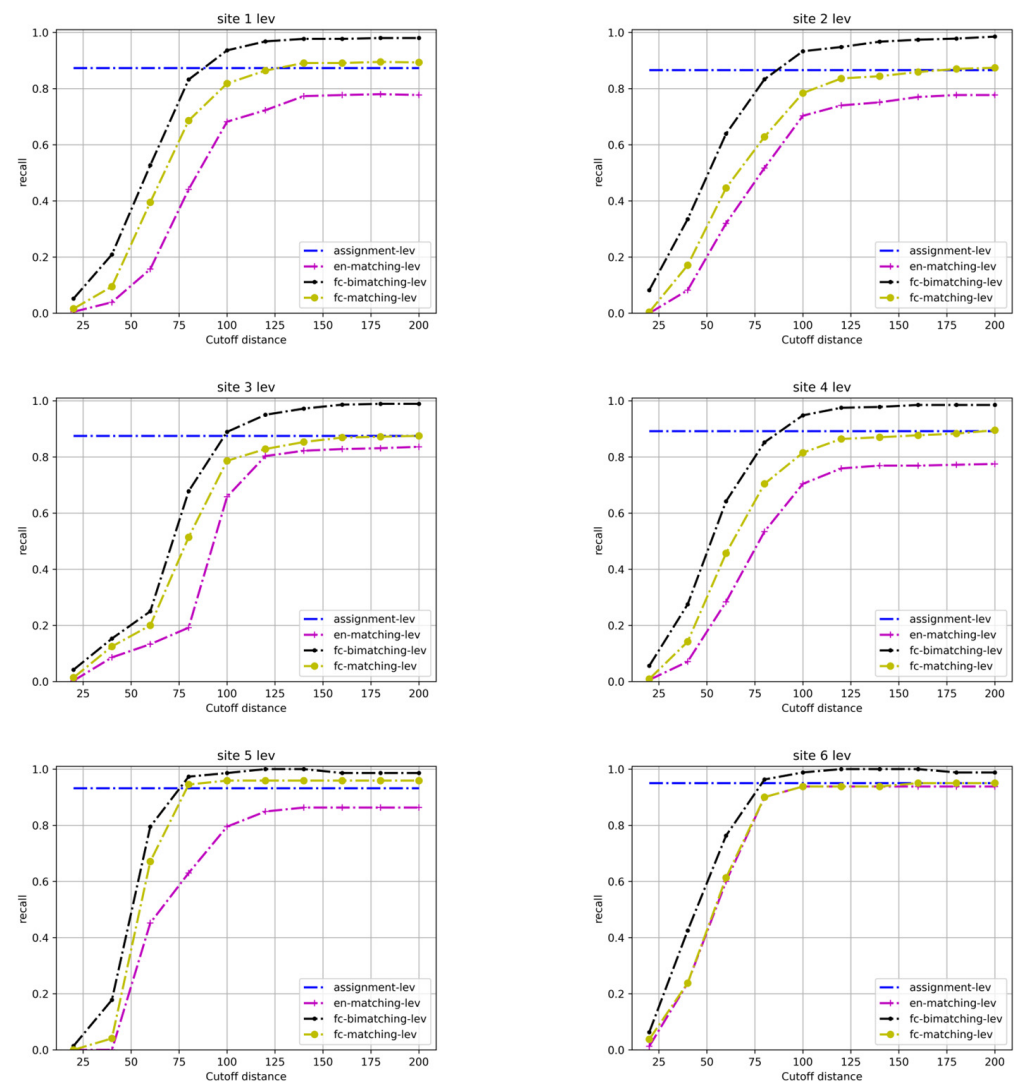 site 1 lev
1.0
0.8
0.6
0.4
0.2
0.0
recall
assignment-lev
en-matching-lev
fc-bimatching-lev
fc-matching-lev
25 50 75 100 125 150 175 200
Cutoff distance
site 2 lev
1.0
0.8
0.6
0.4
0.2
0.0
recall
assignment-lev
en-matching-lev
fc-bimatching-lev
fc-matching-lev
25 50 75 100 125 150 175 200
Cutoff distance
site 3 lev
1.0
0.8
0.6
0.4
0.2
0.0
recall
assignment-lev
en-matching-lev
fc-bimatching-lev
fc-matching-lev
25 50 75 100 125 150 175 200
Cutoff distance
site 4 lev
1.0
0.8
0.6
0.4
0.2
0.0
recall
assignment-lev
en-matching-lev
fc-bimatching-lev
fc-matching-lev
25 50 75 100 125 150 175 200
Cutoff distance
site 5 lev
1.0
0.8
0.6
0.4
0.2
0.0
recall
assignment-lev
en-matching-lev
fc-bimatching-lev
fc-matching-lev
25 50 75 100 125 150 175 200
Cutoff distance
site 6 lev
1.0
0.8
0.6
0.4
0.2
0.0
recall
assignment-lev
en-matching-lev
fc-bimatching-lev
fc-matching-lev
25 50 75 100 125 150 175 200
Cutoff distance